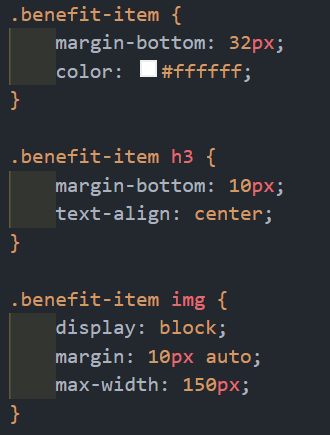 .benefit-item {
    margin-bottom: 32px;
    color: #ffffff;
}

.benefit-item h3 {
    margin-bottom: 10px;
    text-align: center;
}

.benefit-item img {
    display: block;
    margin: 10px auto;
    max-width: 150px;
}